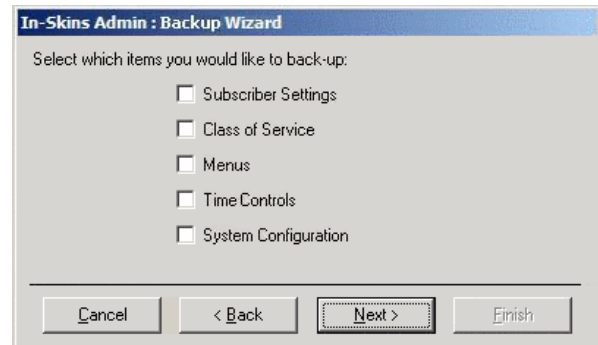 In-Skins Admin : Backup Wizard
Select which items you would like to back-up:
Subscriber Settings
Class of Service
Menus
Time Controls
System Configuration
Cancel
< Back
Next >
Finish